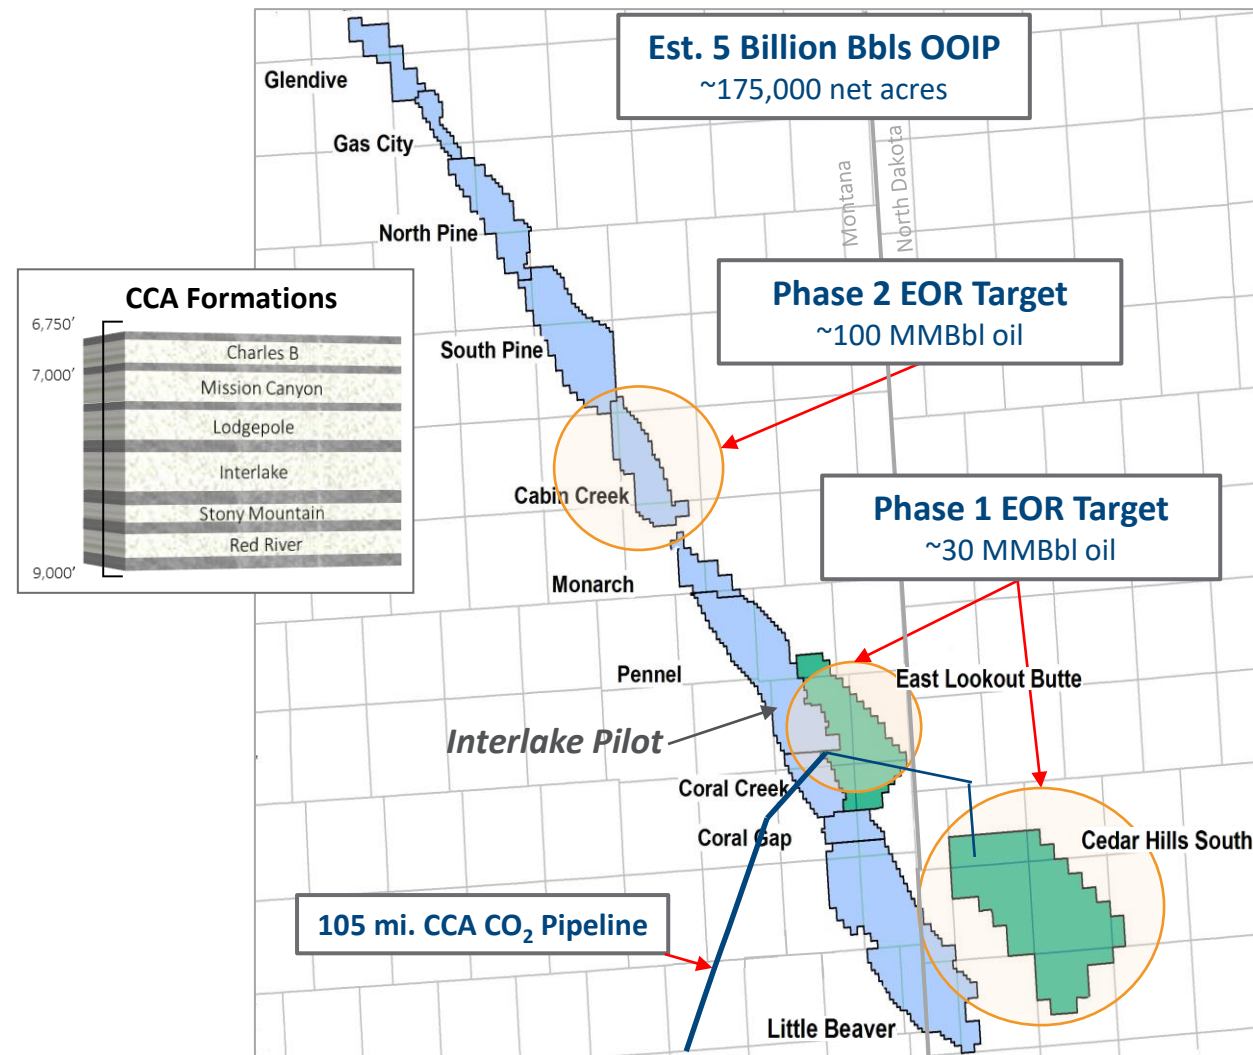 Est. 5 Billion Bbls OOIP
~175,000 net acres
Glendive
Gas City
Montana
North Dakota
North Pine
Phase 2 EOR Target
~100 MMBbl oil
CCA Formations
6,750’
Charles B
7,000’
Mission Canyon
Lodgepole
Interlake
Stony Mountain
Red River
9,000’
South Pine
Cabin Creek
Phase 1 EOR Target
~30 MMBbl oil
Monarch
Pennel
East Lookout Butte
Interlake Pilot
Coral Creek
Coral Gap
Cedar Hills South
105 mi. CCA CO₂ Pipeline
Little Beaver